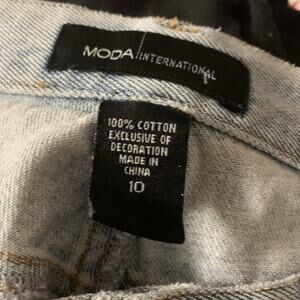 MODA INTERNATIONAL
100% COTTON
EXCLUSIVE OF
DECORATION
MADE IN
CHINA
10